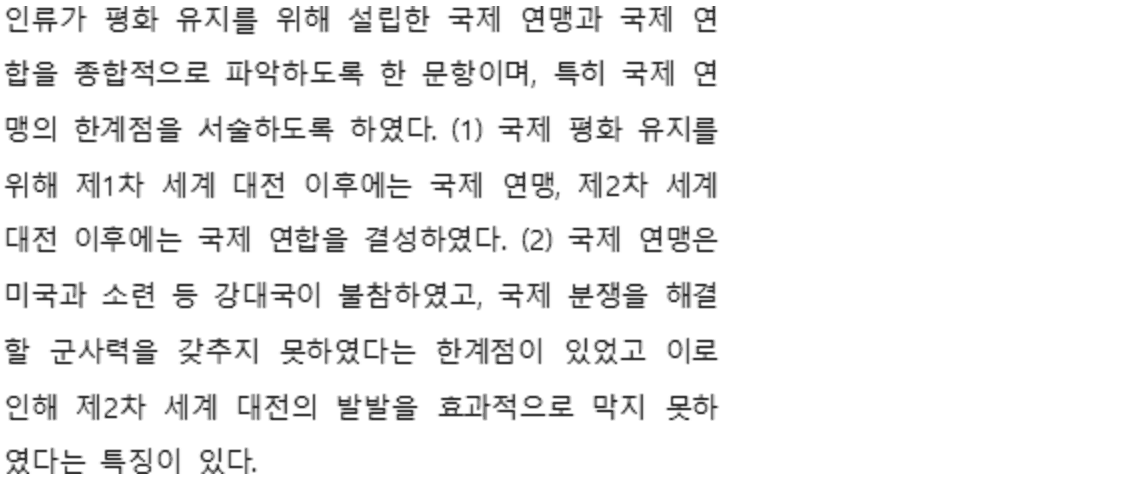 인류가 평화 유지를 위해 설립한 국제 연맹과 국제 연
합을 종합적으로 파악하도록 한 문항이며, 특히 국제 연
맹의 한계점을 서술하도록 하였다. (1) 국제 평화 유지를
위해 제1차 세계 대전 이후에는 국제 연맹, 제2차 세계
대전 이후에는 국제 연합을 결성하였다. (2) 국제 연맹은
미국과 소련 등 강대국이 불참하였고, 국제 분쟁을 해결
할 군사력을 갖추지 못하였다는 한계점이 있었고 이로
인해 제2차 세계 대전의 발발을 효과적으로 막지 못하
였다는 특징이 있다.